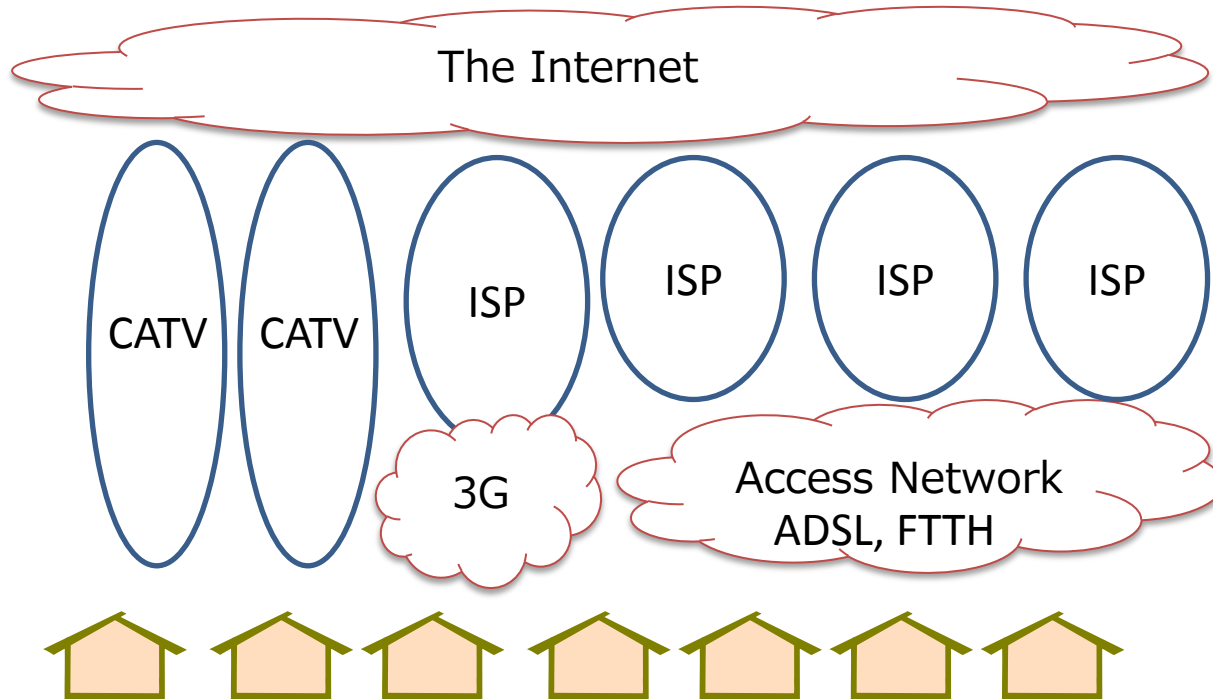 The Internet
CATV
CATV
ISP
ISP
ISP
ISP
3G
Access Network
ADSL, FTTH